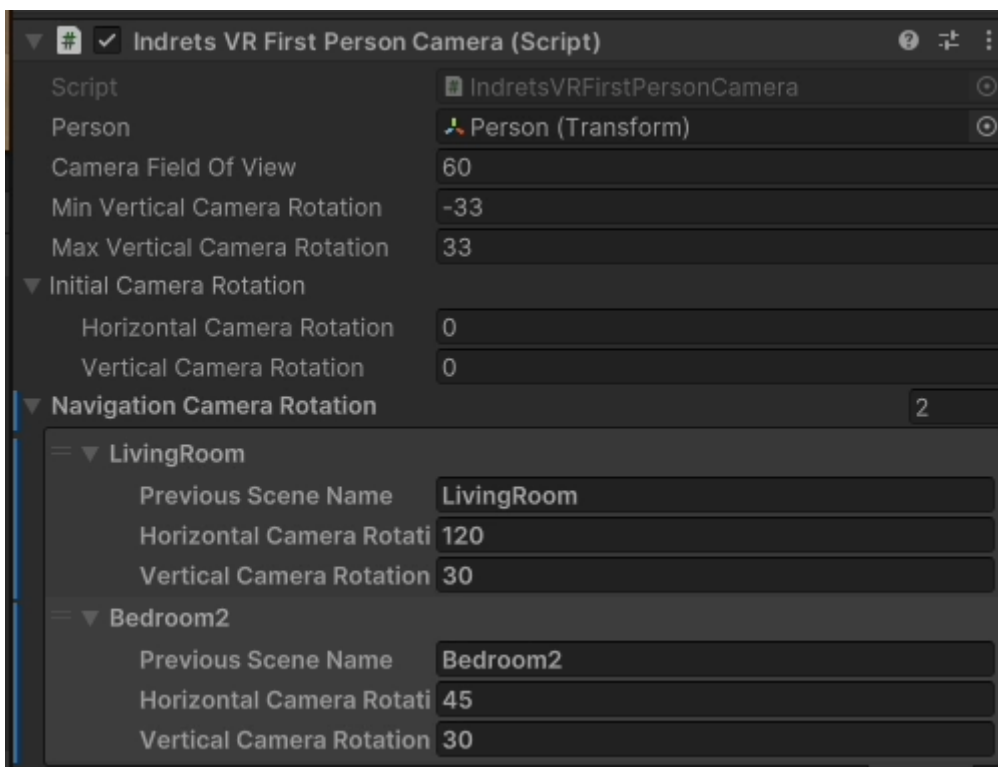 # Indrets VR First Person Camera (Script)
Script # IndretsVRFirstPersonCamera
Person Person (Transform)
Camera Field Of View 60
Min Vertical Camera Rotation -33
Max Vertical Camera Rotation 33
Initial Camera Rotation
Horizontal Camera Rotation 0
Vertical Camera Rotation 0
Navigation Camera Rotation 2
LivingRoom
Previous Scene Name LivingRoom
Horizontal Camera Rotati 120
Vertical Camera Rotation 30
Bedroom2
Previous Scene Name Bedroom2
Horizontal Camera Rotati 45
Vertical Camera Rotation 30